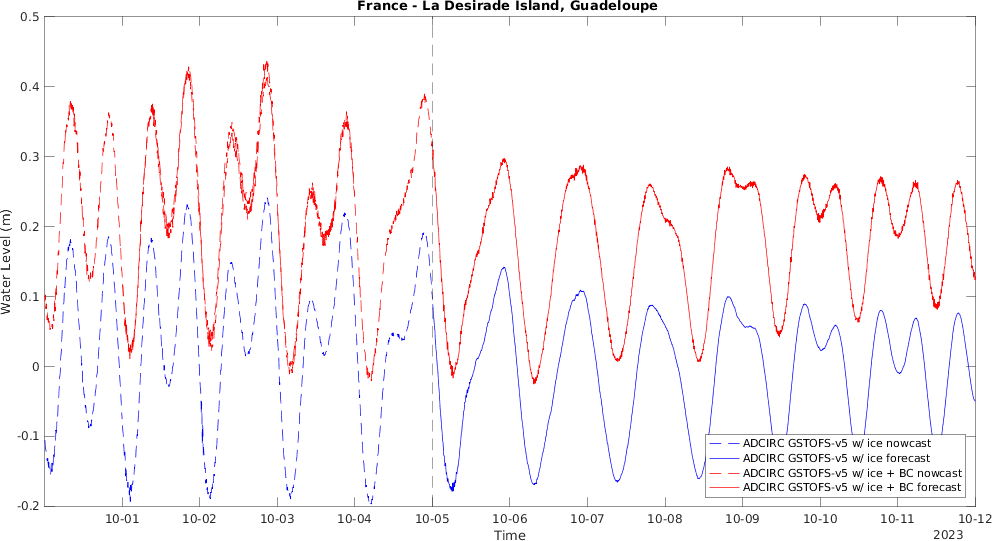 France - La Desirade Island, Guadeloupe
0.5
0.4
0.3
0.2
0.1
0
-0.1
-0.2
Water Level (m)
ADCIRC GSTOFS-v5 w/ ice nowcast
ADCIRC GSTOFS-v5 w/ ice forecast
ADCIRC GSTOFS-v5 w/ ice + BC nowcast
ADCIRC GSTOFS-v5 w/ ice + BC forecast
10-01 10-02 10-03 10-04 10-05 10-06 10-07 10-08 10-09 10-10 10-11 10-12
Time
2023